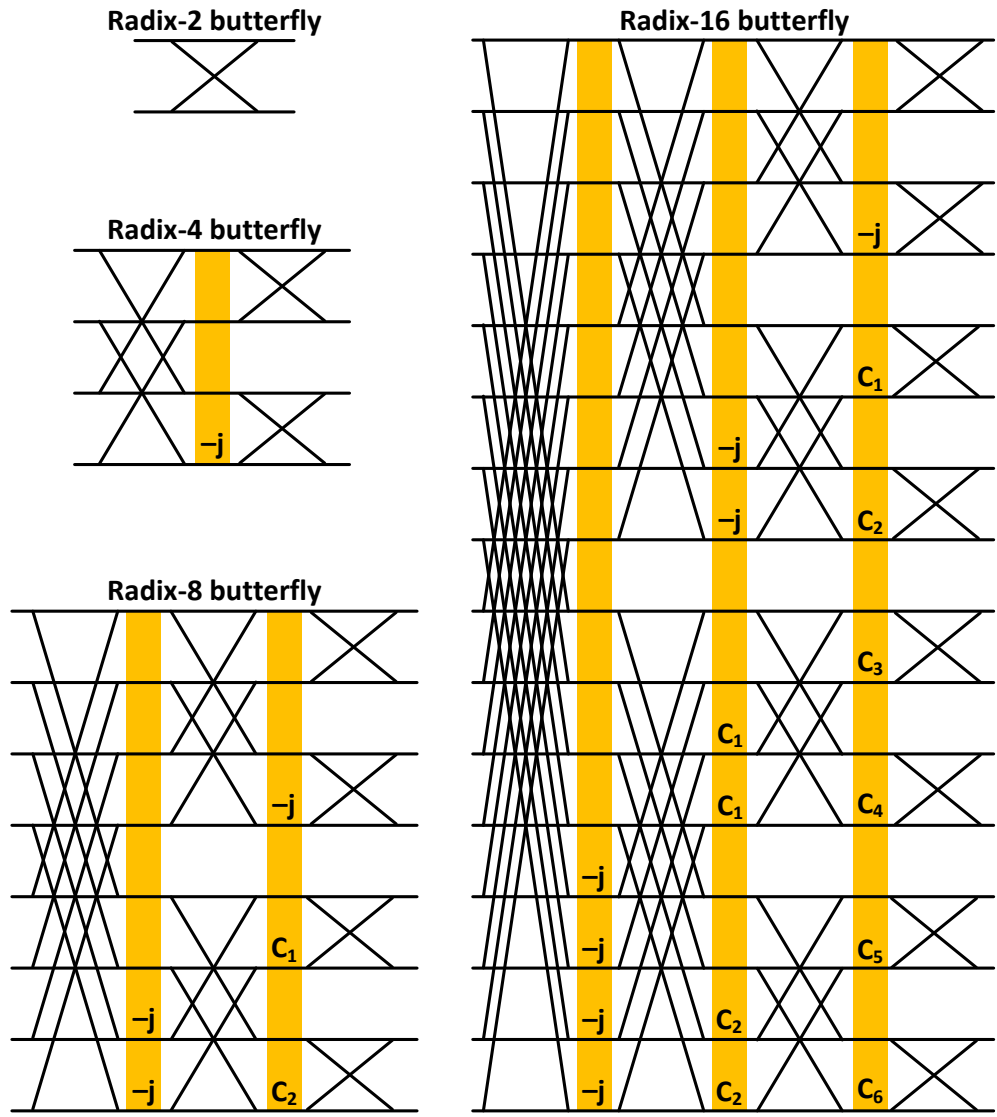 Radix-2 butterfly
Radix-4 butterfly
–j
Radix-8 butterfly
–j
C1
–j
C2
–j
Radix-16 butterfly
–j
C1
–j
–j
C2
C3
C1
C1
C4
–j
–j
C5
–j
C2
–j
C2
C6